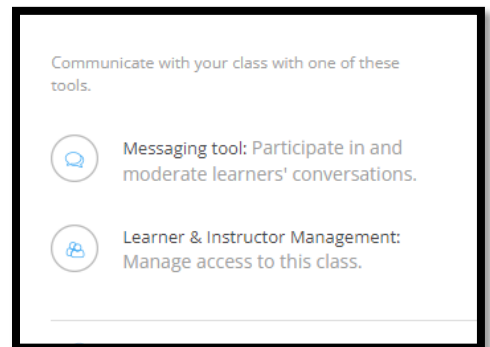 Communicate with your class with one of these
tools.
Messaging tool: Participate in and
moderate learners' conversations.
Learner & Instructor Management:
Manage access to this class.